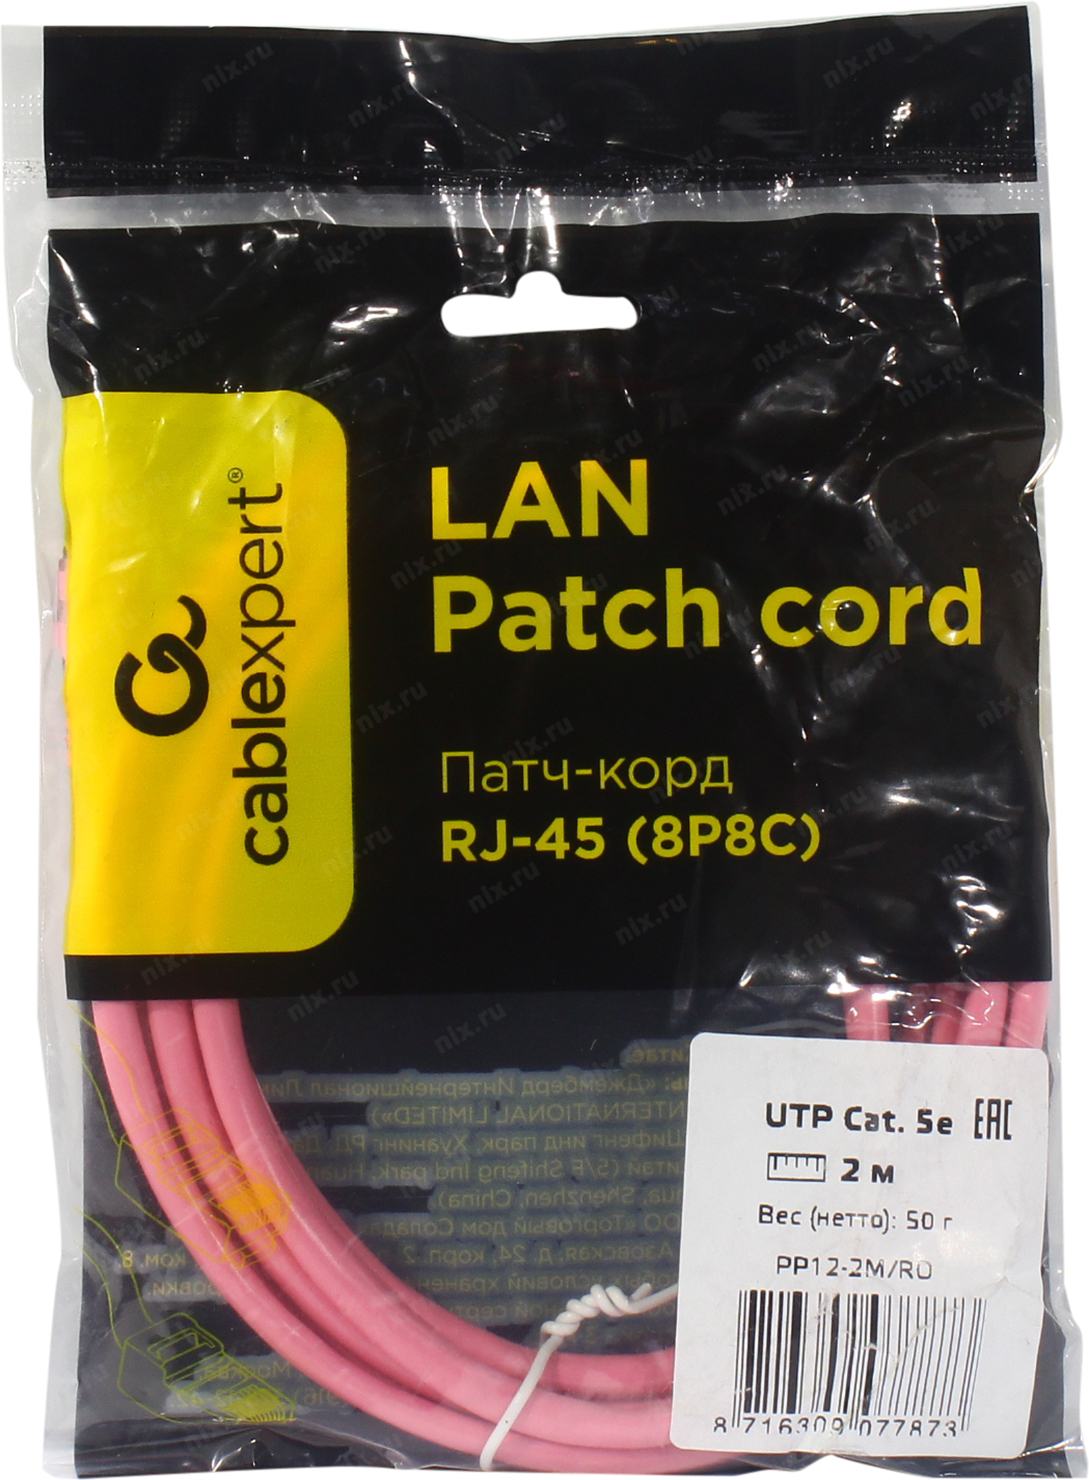 cablexpert®
LAN
Patch cord
Патч-корд
RJ-45 (8P8C)
UTP Cat. 5e EAC
2 м
Вес (нетто): 50 г
PP12-2M/RO
8 716309 077873
nix.ru